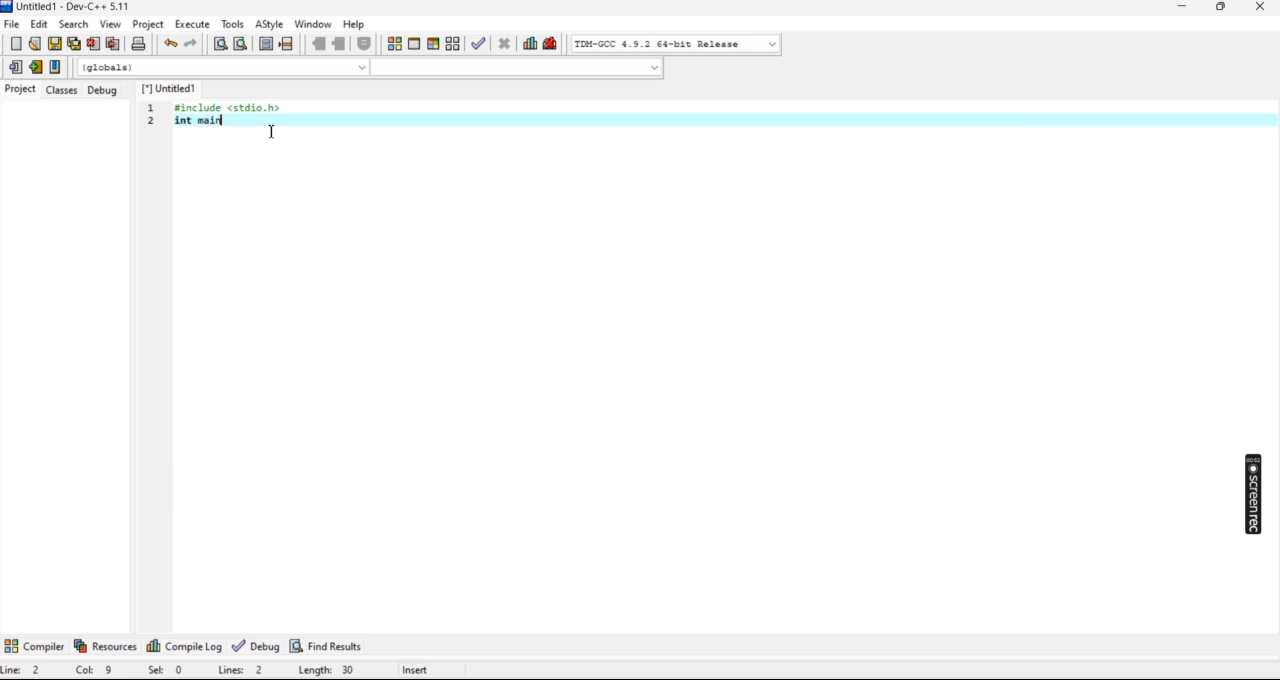 Untitled1 - Dev-C++ 5.11
File Edit Search View Project Execute Tools AStyle Window Help
TDM-GCC 4.9.2 64-bit Release
(globals)
Project Classes Debug [*] Untitled1
1 #include <stdio.h>
2 int main
00:52
screenrec
Compiler Resources Compile Log Debug Find Results
Line: 2 Col: 9 Sel: 0 Lines: 2 Length: 30 Insert